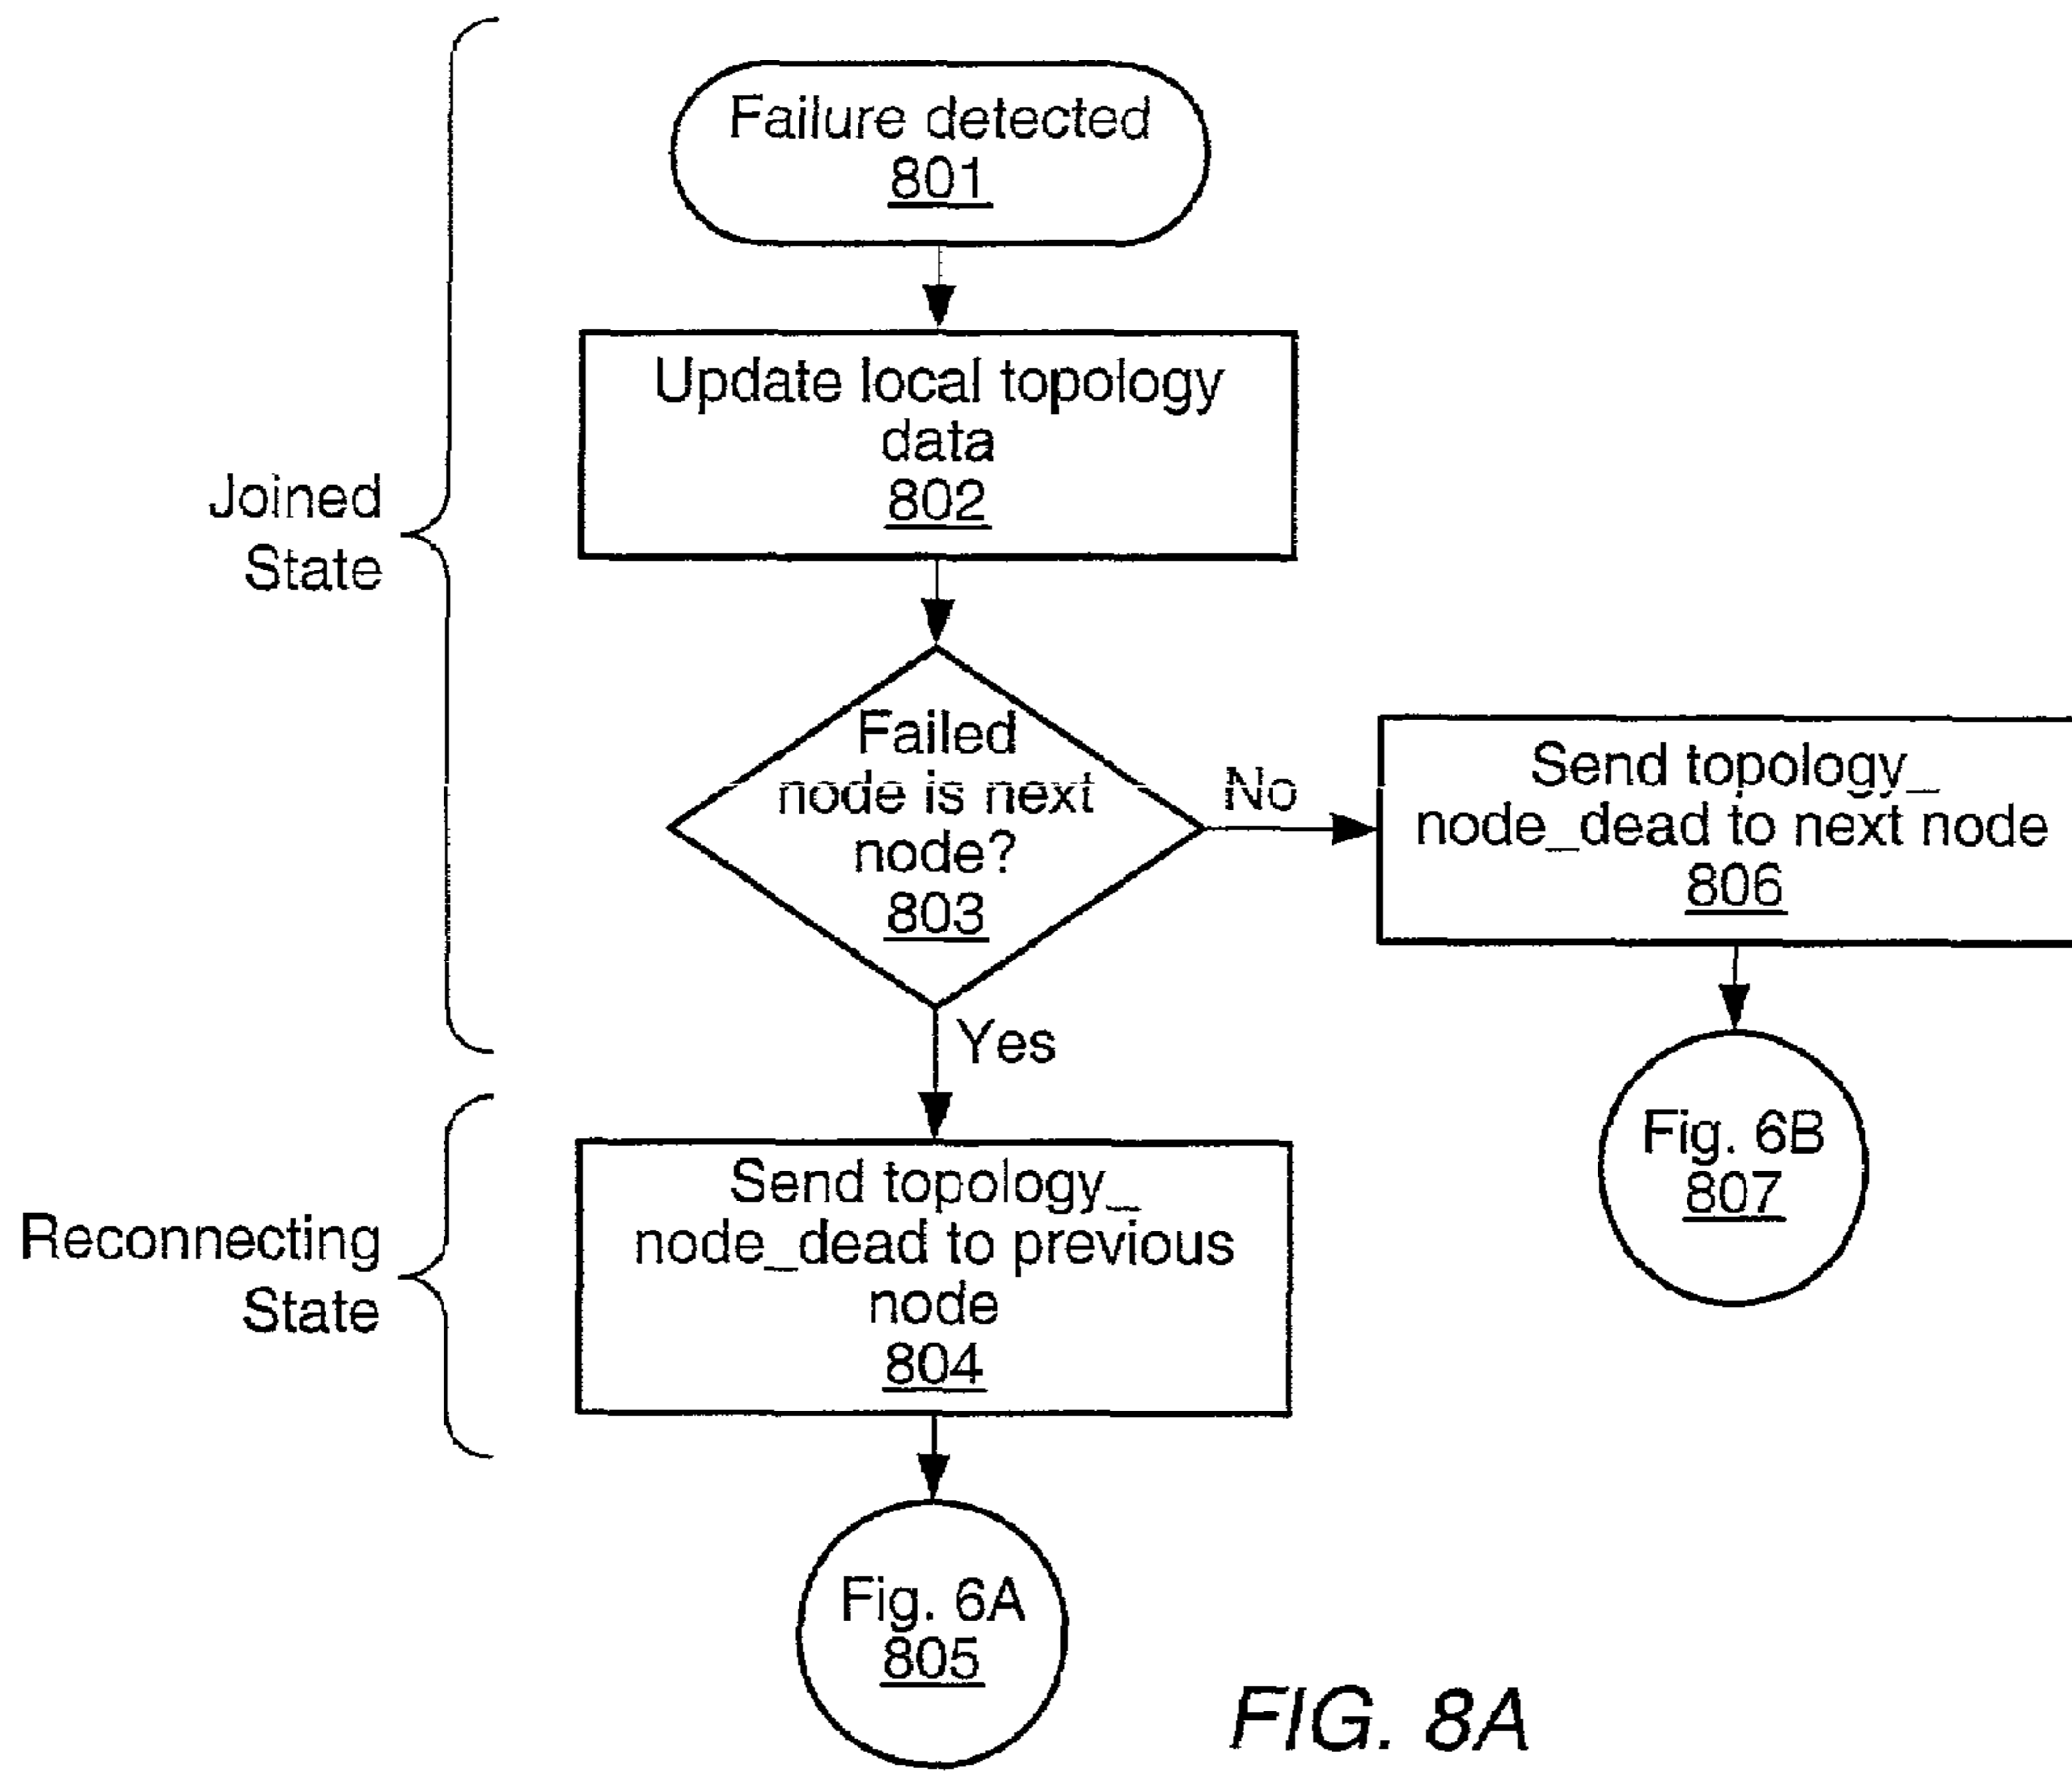 Failure detected
801
Update local topology
data
802
Joined
State
Failed
node is next
node?
803
No
Send topology_
node_dead to next node
806
Yes
Fig. 6B
807
Reconnecting
State
Send topology_
node_dead to previous
node
804
Fig. 6A
805
FIG. 8A